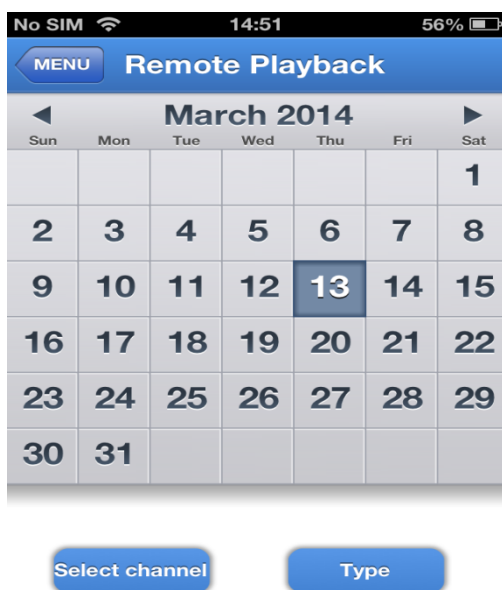 No SIM 14:51 56%
MENU Remote Playback
March 2014
Sun Mon Tue Wed Thu Fri Sat
1
2 3 4 5 6 7 8
9 10 11 12 13 14 15
16 17 18 19 20 21 22
23 24 25 26 27 28 29
30 31
Select channel Type